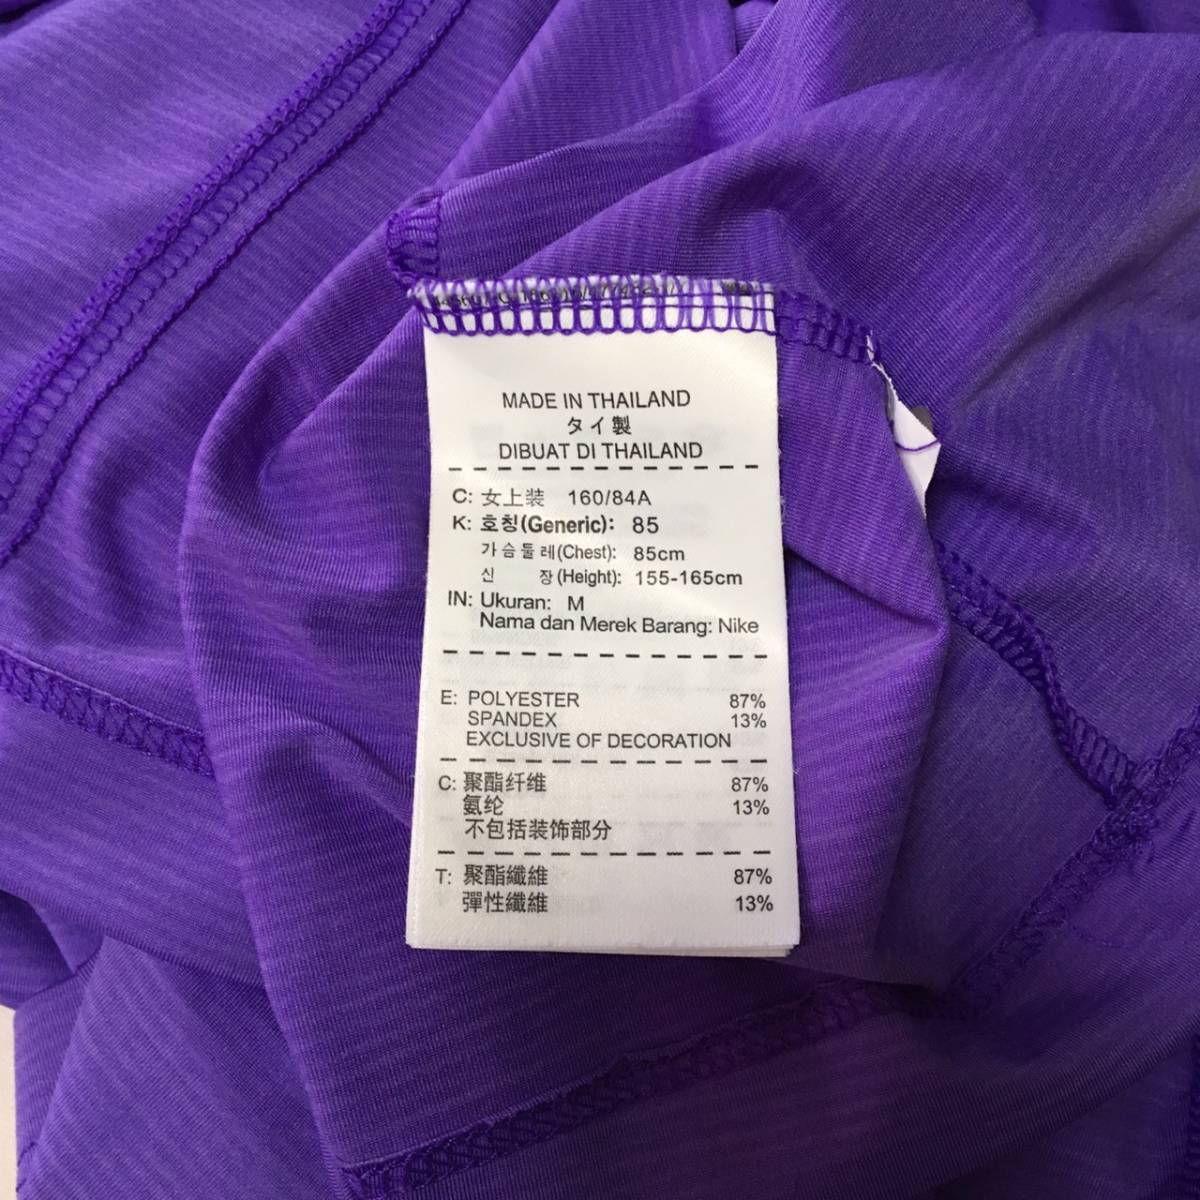 MADE IN THAILAND
タイ製
DIBUAT DI THAILAND
C: 女上装 160/84A
K: 호칭(Generic): 85
가슴둘레(Chest): 85cm
신 장(Height): 155-165cm
IN: Ukuran: M
Nama dan Merek Barang: Nike
E: POLYESTER 87%
SPANDEX 13%
EXCLUSIVE OF DECORATION
C: 聚酯纤维 87%
氨纶 13%
不包括装饰部分
T: 聚酯纖維 87%
彈性纖維 13%